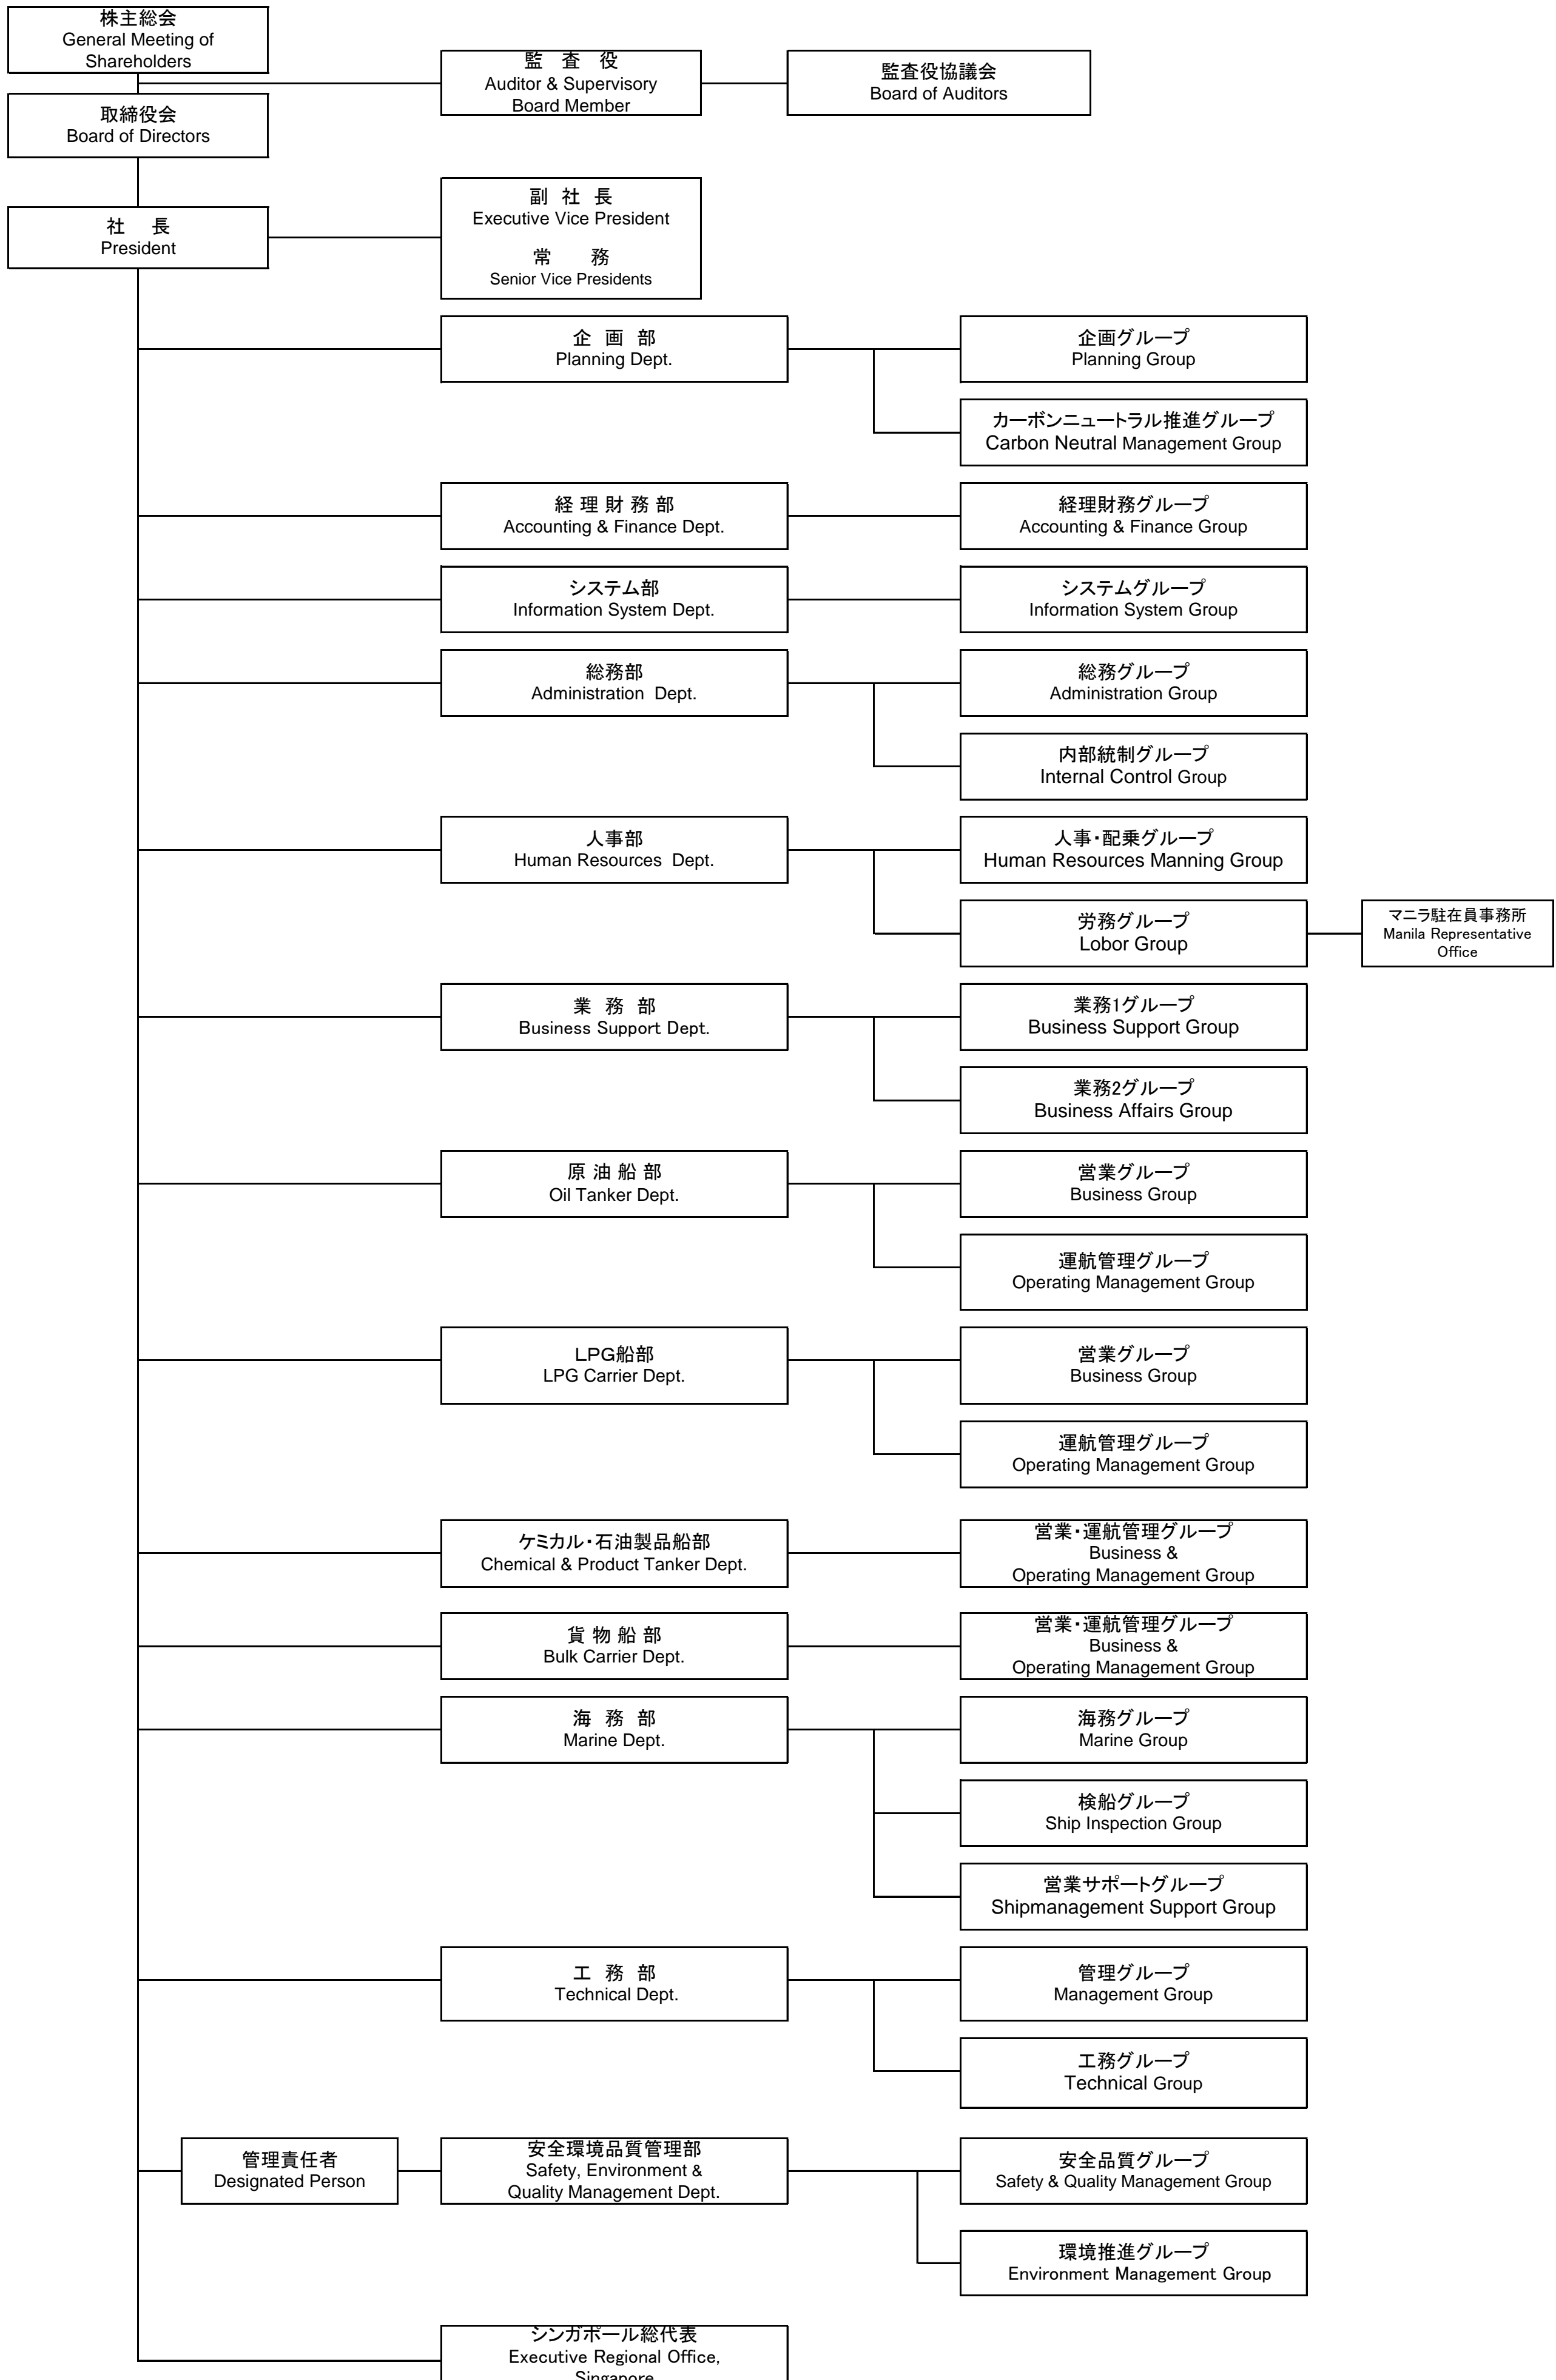 株主総会
General Meeting of
Shareholders
監　査　役
Auditor & Supervisory
Board Member
監査役協議会
Board of Auditors
取締役会
Board of Directors
副　社　長
Executive Vice President
常　　務
Senior Vice Presidents
社　長
President
企　画　部
Planning Dept.
企画グループ
Planning Group
カーボンニュートラル推進グループ
Carbon Neutral Management Group
経 理 財 務 部
Accounting & Finance Dept.
経理財務グループ
Accounting & Finance Group
システム部
Information System Dept.
システムグループ
Information System Group
総務部
Administration Dept.
総務グループ
Administration Group
内部統制グループ
Internal Control Group
人事部
Human Resources Dept.
人事・配乗グループ
Human Resources Manning Group
労務グループ
Lobor Group
マニラ駐在員事務所
Manila Representative
Office
業　務　部
Business Support Dept.
業務1グループ
Business Support Group
業務2グループ
Business Affairs Group
原 油 船 部
Oil Tanker Dept.
営業グループ
Business Group
運航管理グループ
Operating Management Group
LPG船部
LPG Carrier Dept.
営業グループ
Business Group
運航管理グループ
Operating Management Group
ケミカル・石油製品船部
Chemical & Product Tanker Dept.
営業・運航管理グループ
Business &
Operating Management Group
貨 物 船 部
Bulk Carrier Dept.
営業・運航管理グループ
Business &
Operating Management Group
海　務　部
Marine Dept.
海務グループ
Marine Group
検船グループ
Ship Inspection Group
営業サポートグループ
Shipmanagement Support Group
工　務　部
Technical Dept.
管理グループ
Management Group
工務グループ
Technical Group
管理責任者
Designated Person
安全環境品質管理部
Safety, Environment &
Quality Management Dept.
安全品質グループ
Safety & Quality Management Group
環境推進グループ
Environment Management Group
シンガポール総代表
Executive Regional Office,
Singapore